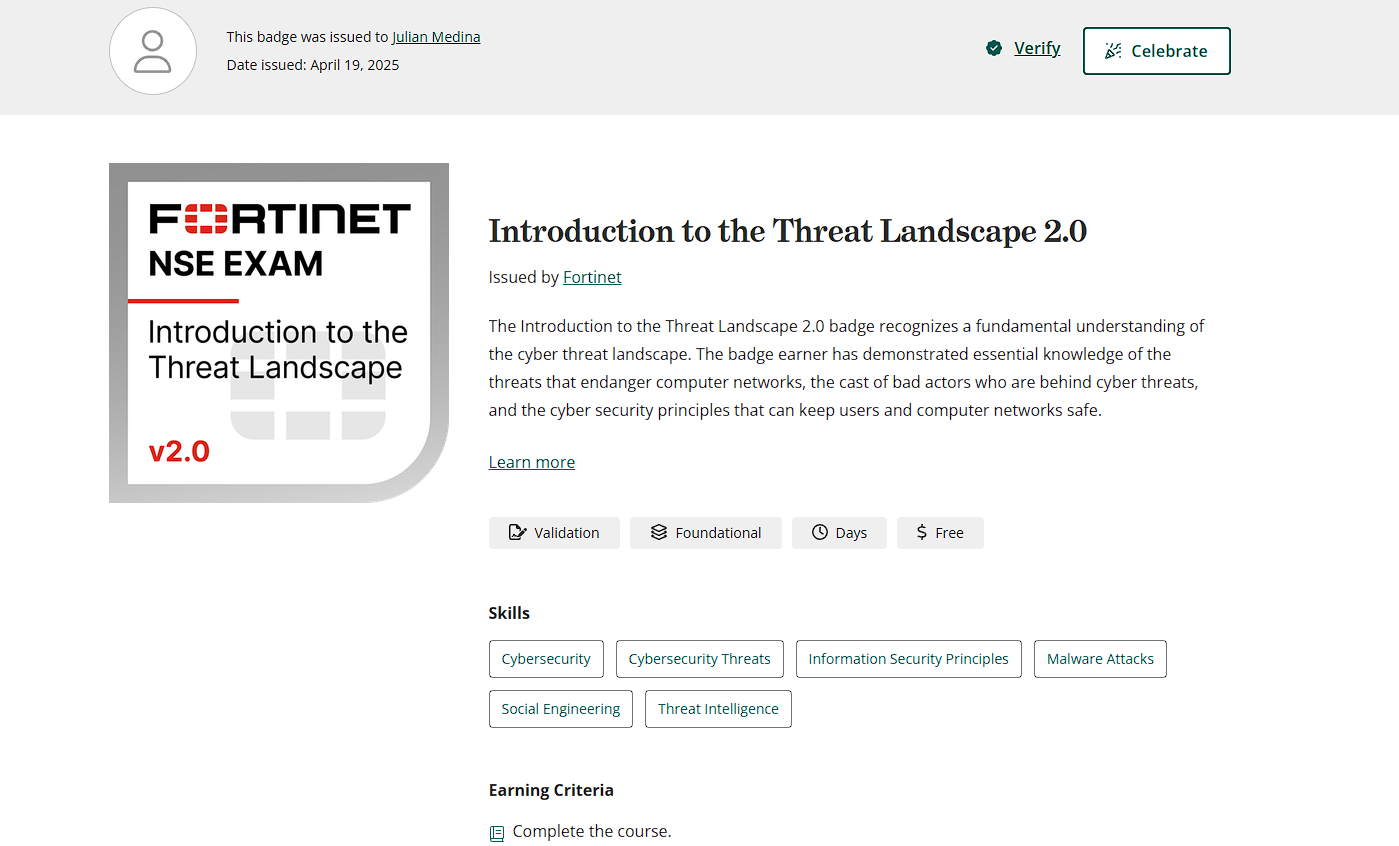 This badge was issued to Julian Medina
Date issued: April 19, 2025
Verify
Celebrate
FORTINET
NSE EXAM
Introduction to the
Threat Landscape
v2.0
Introduction to the Threat Landscape 2.0
Issued by Fortinet
The Introduction to the Threat Landscape 2.0 badge recognizes a fundamental understanding of
the cyber threat landscape. The badge earner has demonstrated essential knowledge of the
threats that endanger computer networks, the cast of bad actors who are behind cyber threats,
and the cyber security principles that can keep users and computer networks safe.
Learn more
Validation Foundational Days $ Free
Skills
Cybersecurity Cybersecurity Threats Information Security Principles Malware Attacks
Social Engineering Threat Intelligence
Earning Criteria
Complete the course.